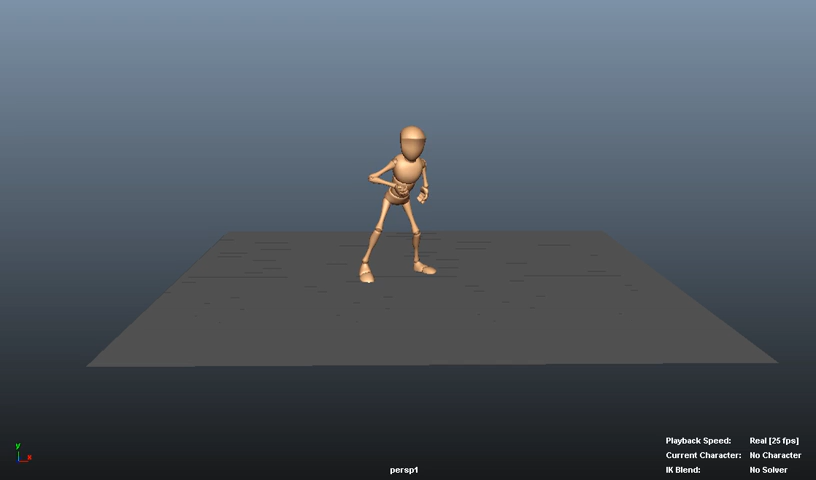 Playback Speed: Real [25 fps]
Current Character: No Character
IK Blend: No Solver
persp1
y
x